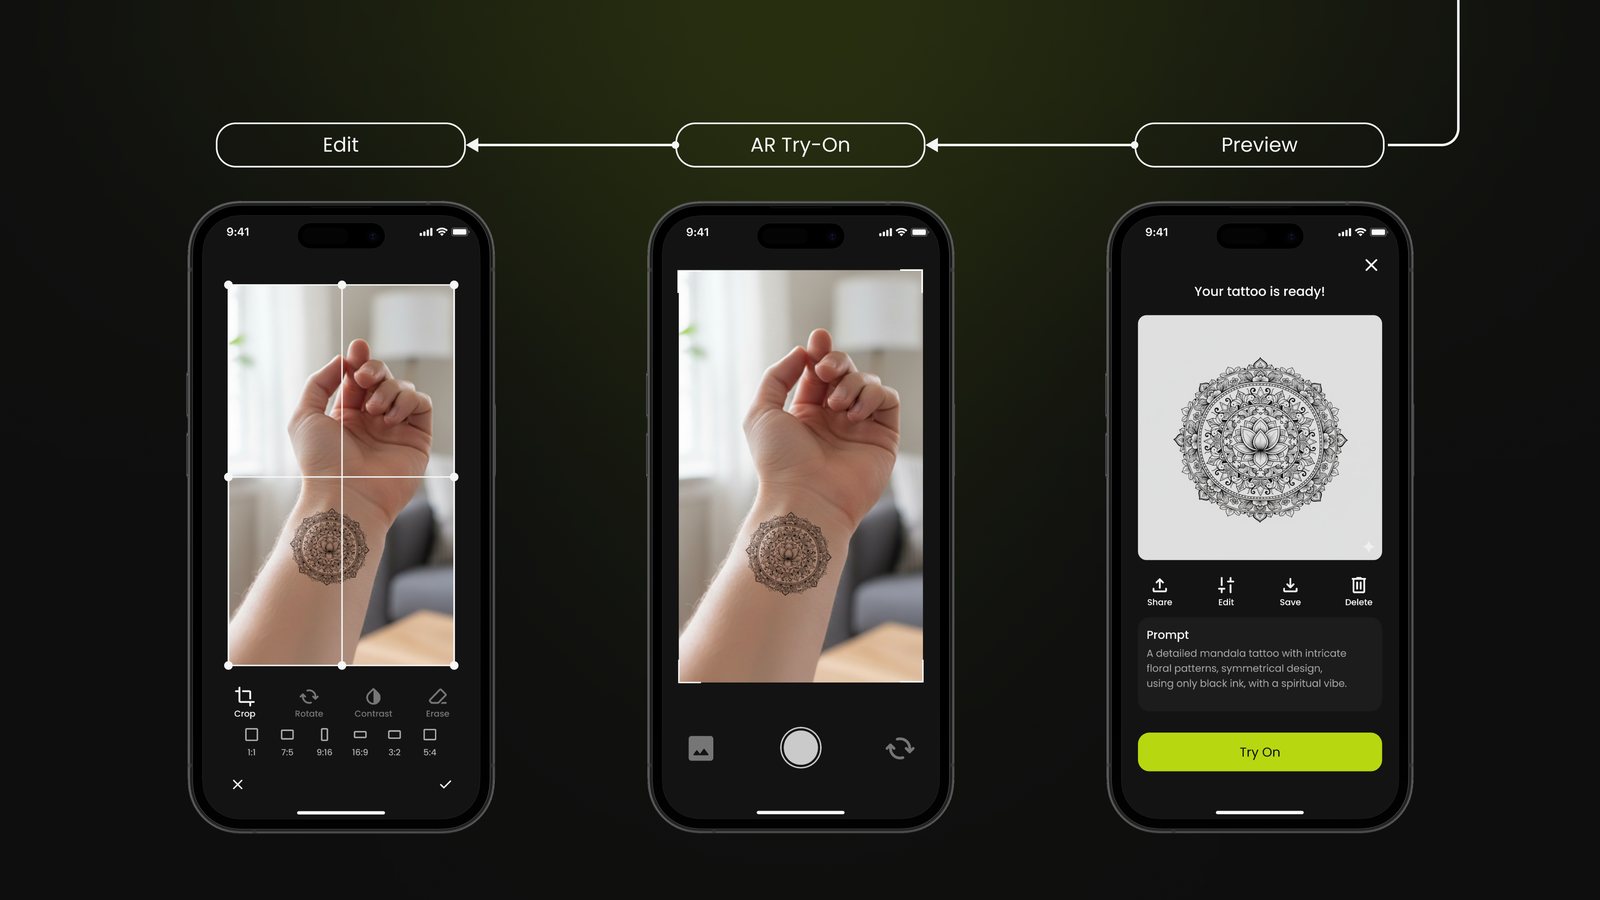 Edit
AR Try-On
Preview
9:41
Crop
Rotate
Contrast
Erase
1:1
7:5
9:16
16:9
3:2
5:4
9:41
9:41
Your tattoo is ready!
Share
Edit
Save
Delete
Prompt
A detailed mandala tattoo with intricate
floral patterns, symmetrical design,
using only black ink, with a spiritual vibe.
Try On